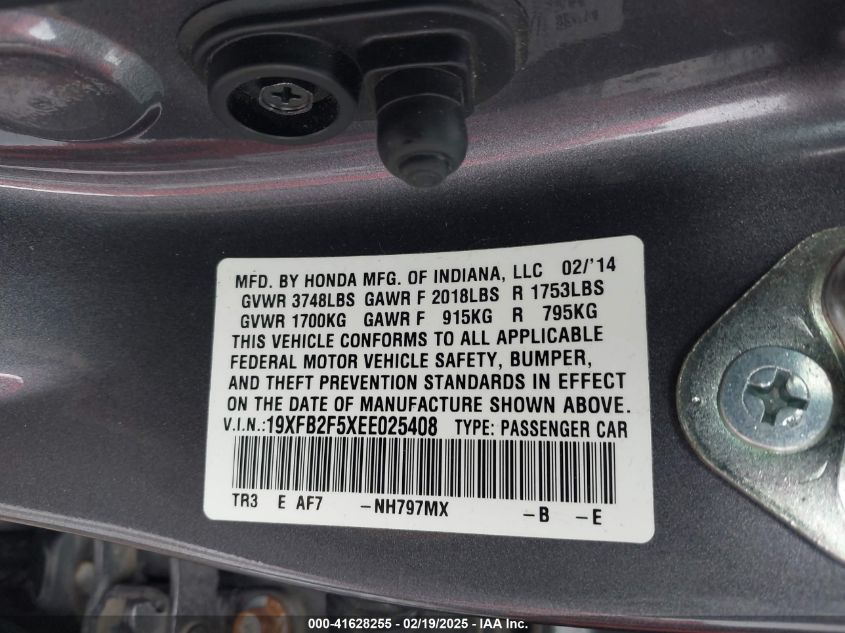 MFD. BY HONDA MFG. OF INDIANA, LLC 02/'14
GVWR 3748LBS GAWR F 2018LBS R 1753LBS
GVWR 1700KG GAWR F 915KG R 795KG
THIS VEHICLE CONFORMS TO ALL APPLICABLE
FEDERAL MOTOR VEHICLE SAFETY, BUMPER,
AND THEFT PREVENTION STANDARDS IN EFFECT
ON THE DATE OF MANUFACTURE SHOWN ABOVE.
V.I.N.:19XFB2F5XEE025408 TYPE: PASSENGER CAR
TR3 E AF7 -NH797MX -B -E
000-41628255 - 02/19/2025 - IAA Inc.